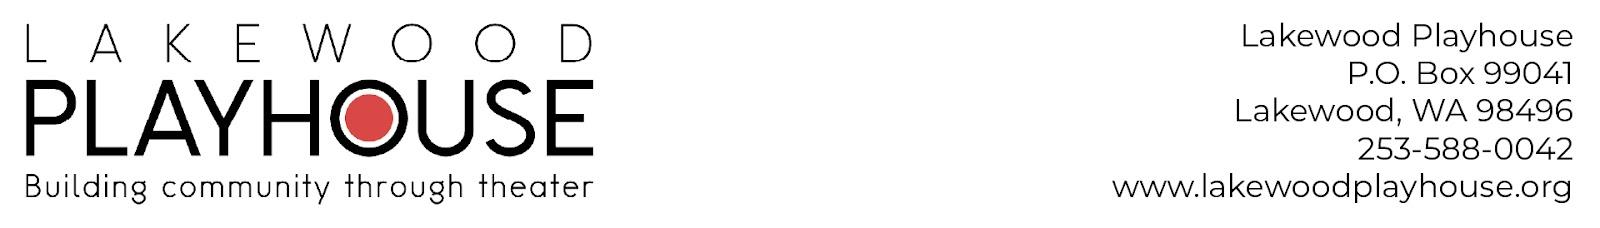 LAKEWOOD
PLAYHOUSE
Building community through theater
Lakewood Playhouse
P.O. Box 99041
Lakewood, WA 98496
253-588-0042
www.lakewoodplayhouse.org